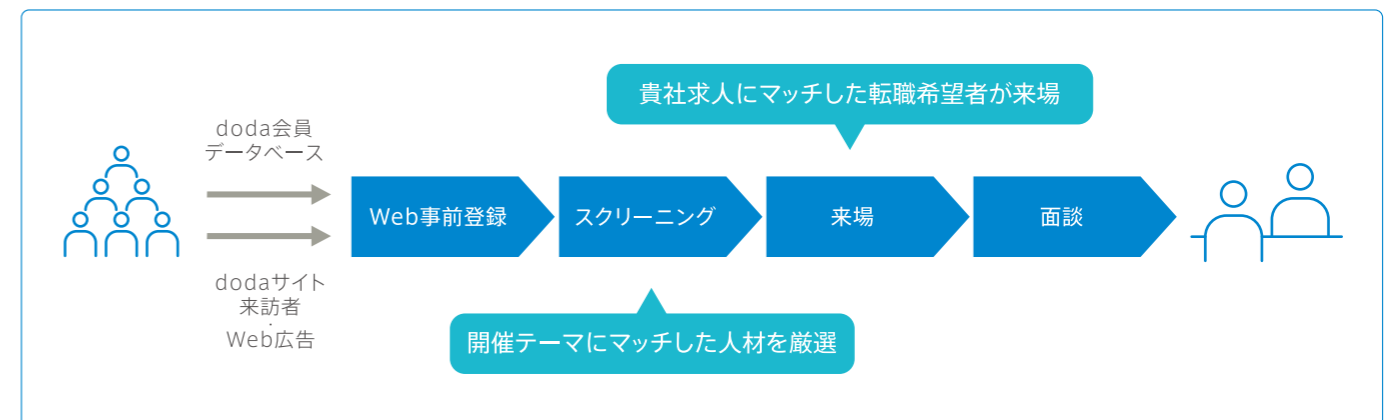 貴社求人にマッチした転職希望者が来場
doda会員
データベース
Web事前登録
スクリーニング
来場
面談
dodaサイト
来訪者
・
Web広告
開催テーマにマッチした人材を厳選